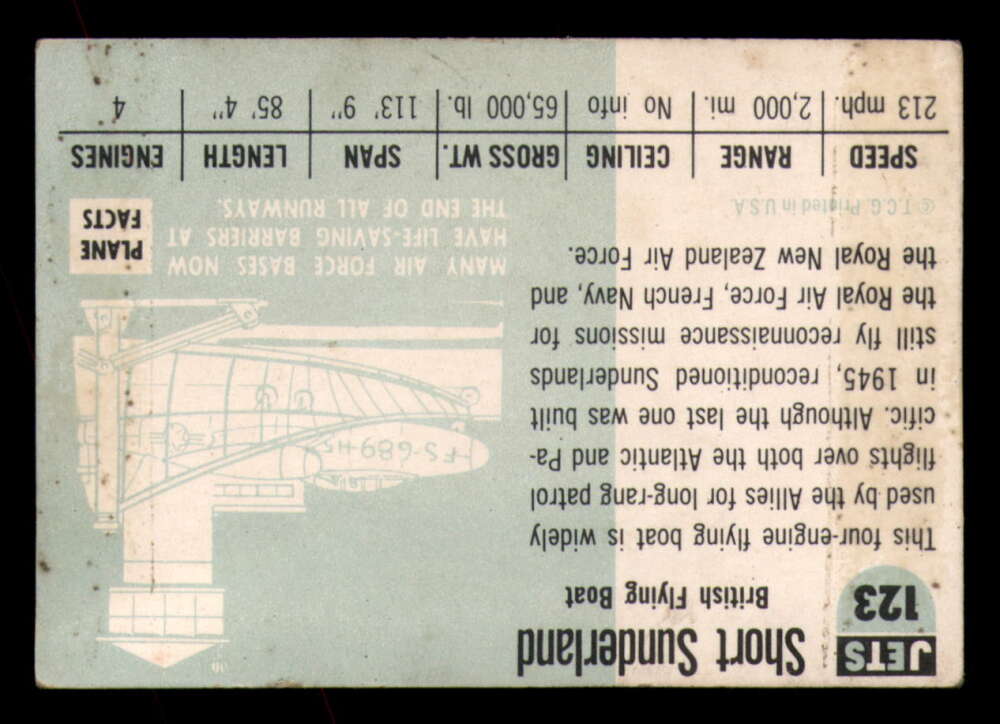 JETS
123
Short Sunderland
British Flying Boat
This four-engine flying boat is widely
used by the Allies for long-rang patrol
flights over both the Atlantic and Pa-
cific. Although the last one was built
in 1945, reconditioned Sunderlands
still fly reconnaissance missions for
the Royal Air Force, French Navy, and
the Royal New Zealand Air Force.
© T.C.G. Printed in U.S.A.
FS-689-H5
PLANE
FACTS
MANY AIR FORCE BASES NOW
HAVE LIFE-SAVING BARRIERS AT
THE END OF ALL RUNWAYS.
SPEED RANGE CEILING GROSS WT. SPAN LENGTH ENGINES
213 mph. 2,000 mi. No info 65,000 lb. 113' 9" 85' 4" 4